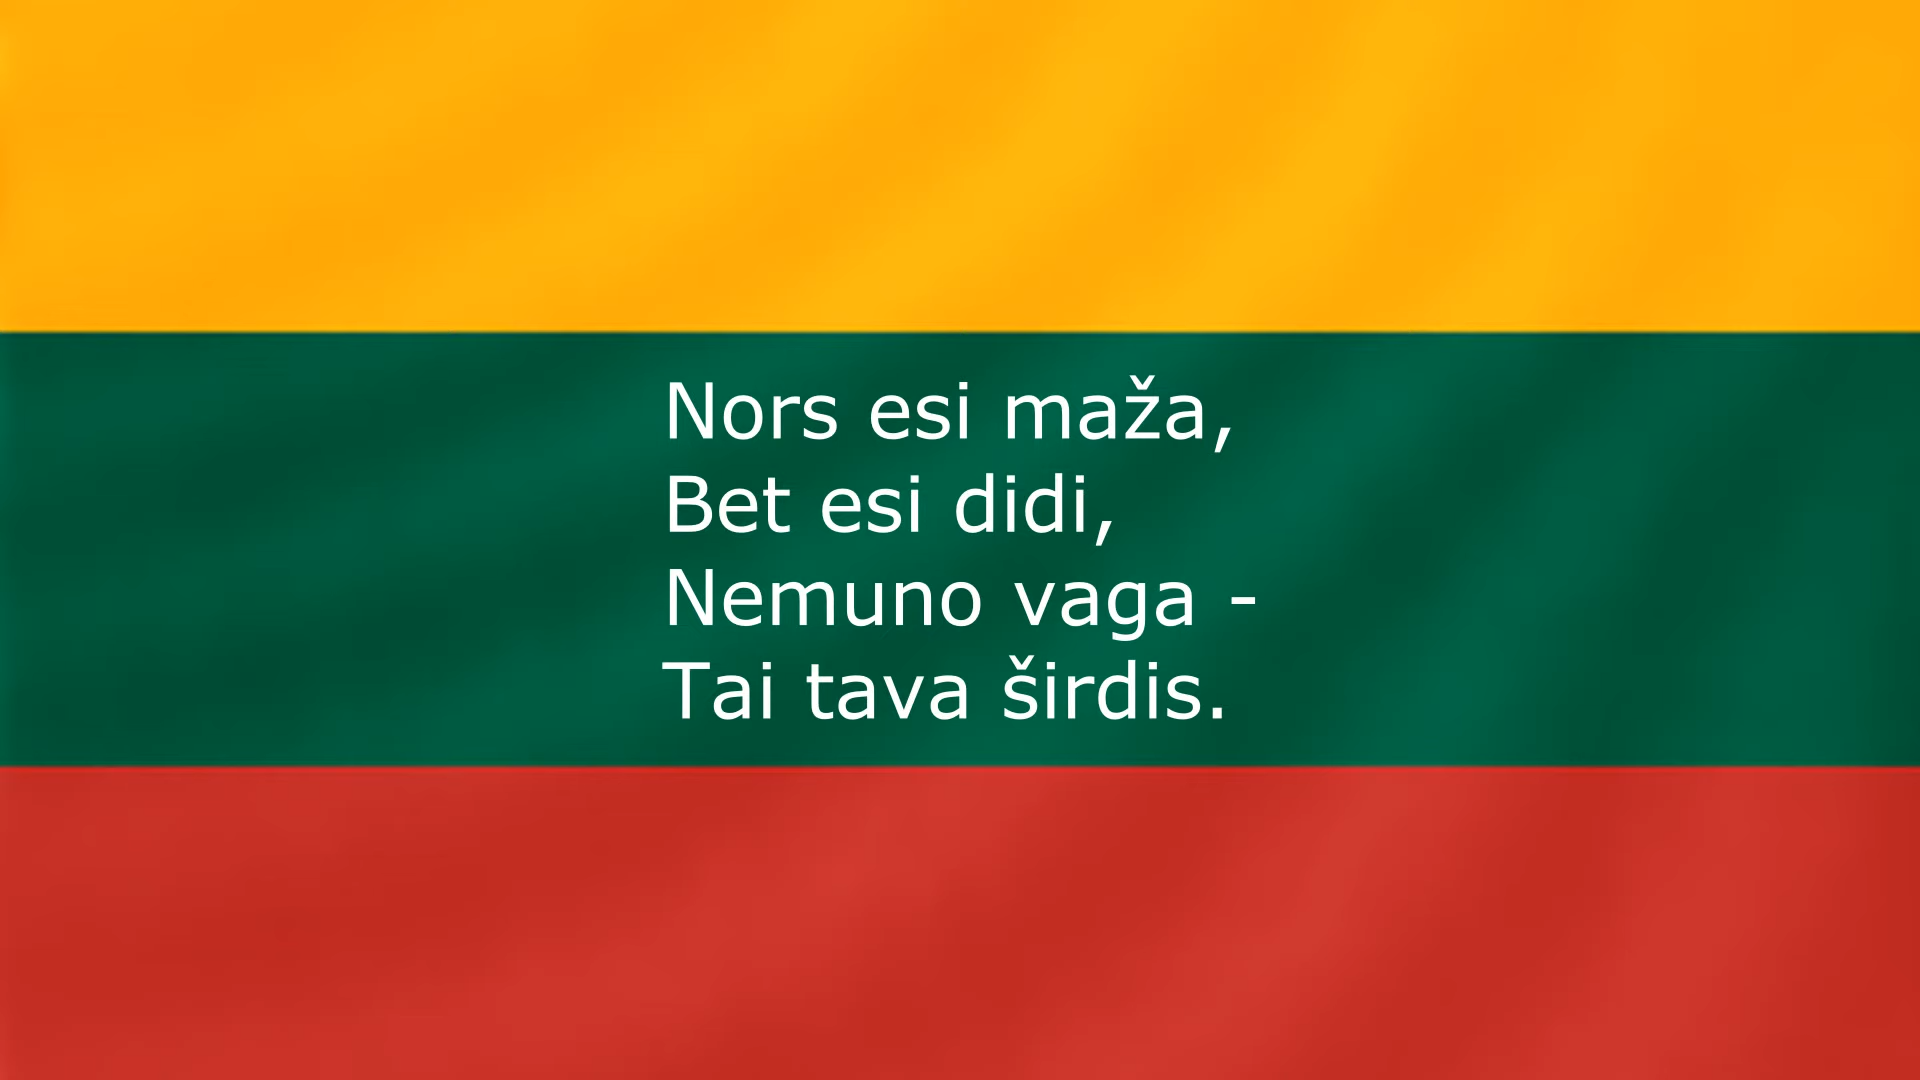 Nors esi maža,
Bet esi didi,
Nemuno vaga -
Tai tava širdis.